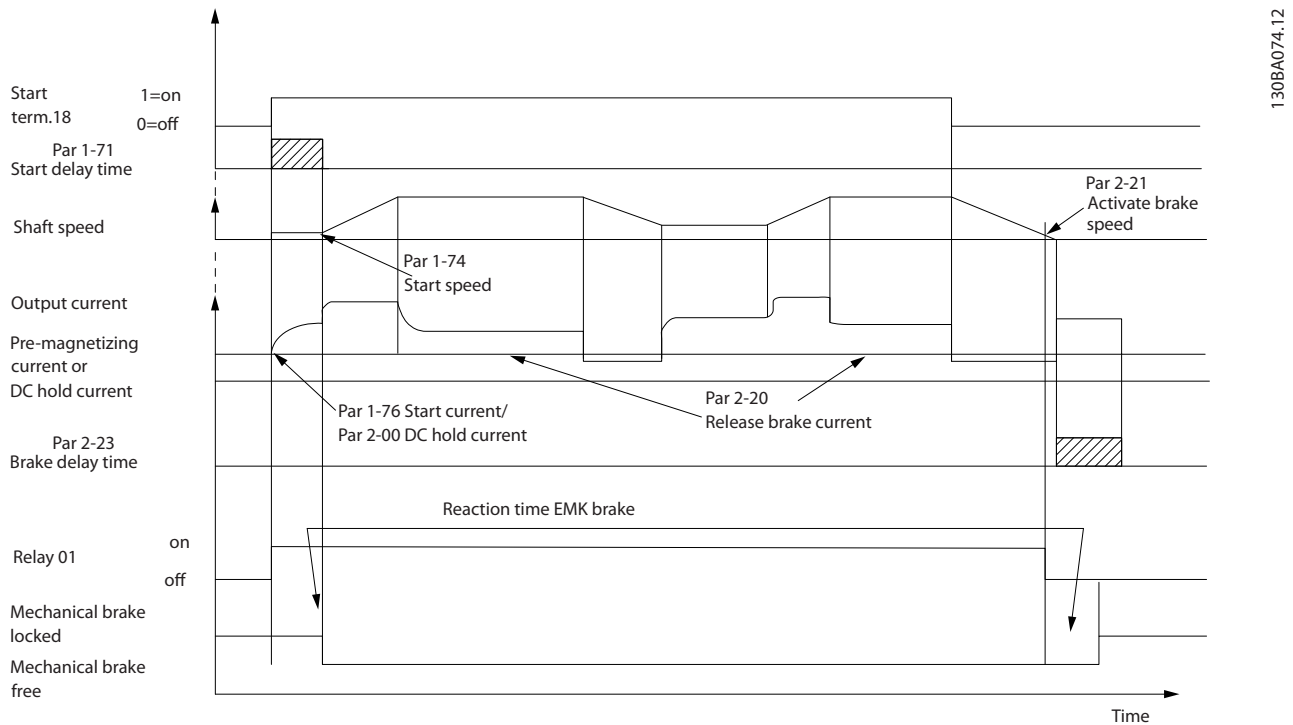 130BA074.12
Start 1=on
term.18 0=off
Par 1-71
Start delay time
Par 2-21
Activate brake
speed
Shaft speed
Par 1-74
Start speed
Output current
Pre-magnetizing
current or
DC hold current
Par 1-76 Start current/
Par 2-00 DC hold current
Par 2-20
Release brake current
Par 2-23
Brake delay time
Reaction time EMK brake
on
Relay 01
off
Mechanical brake
locked
Mechanical brake
free
Time